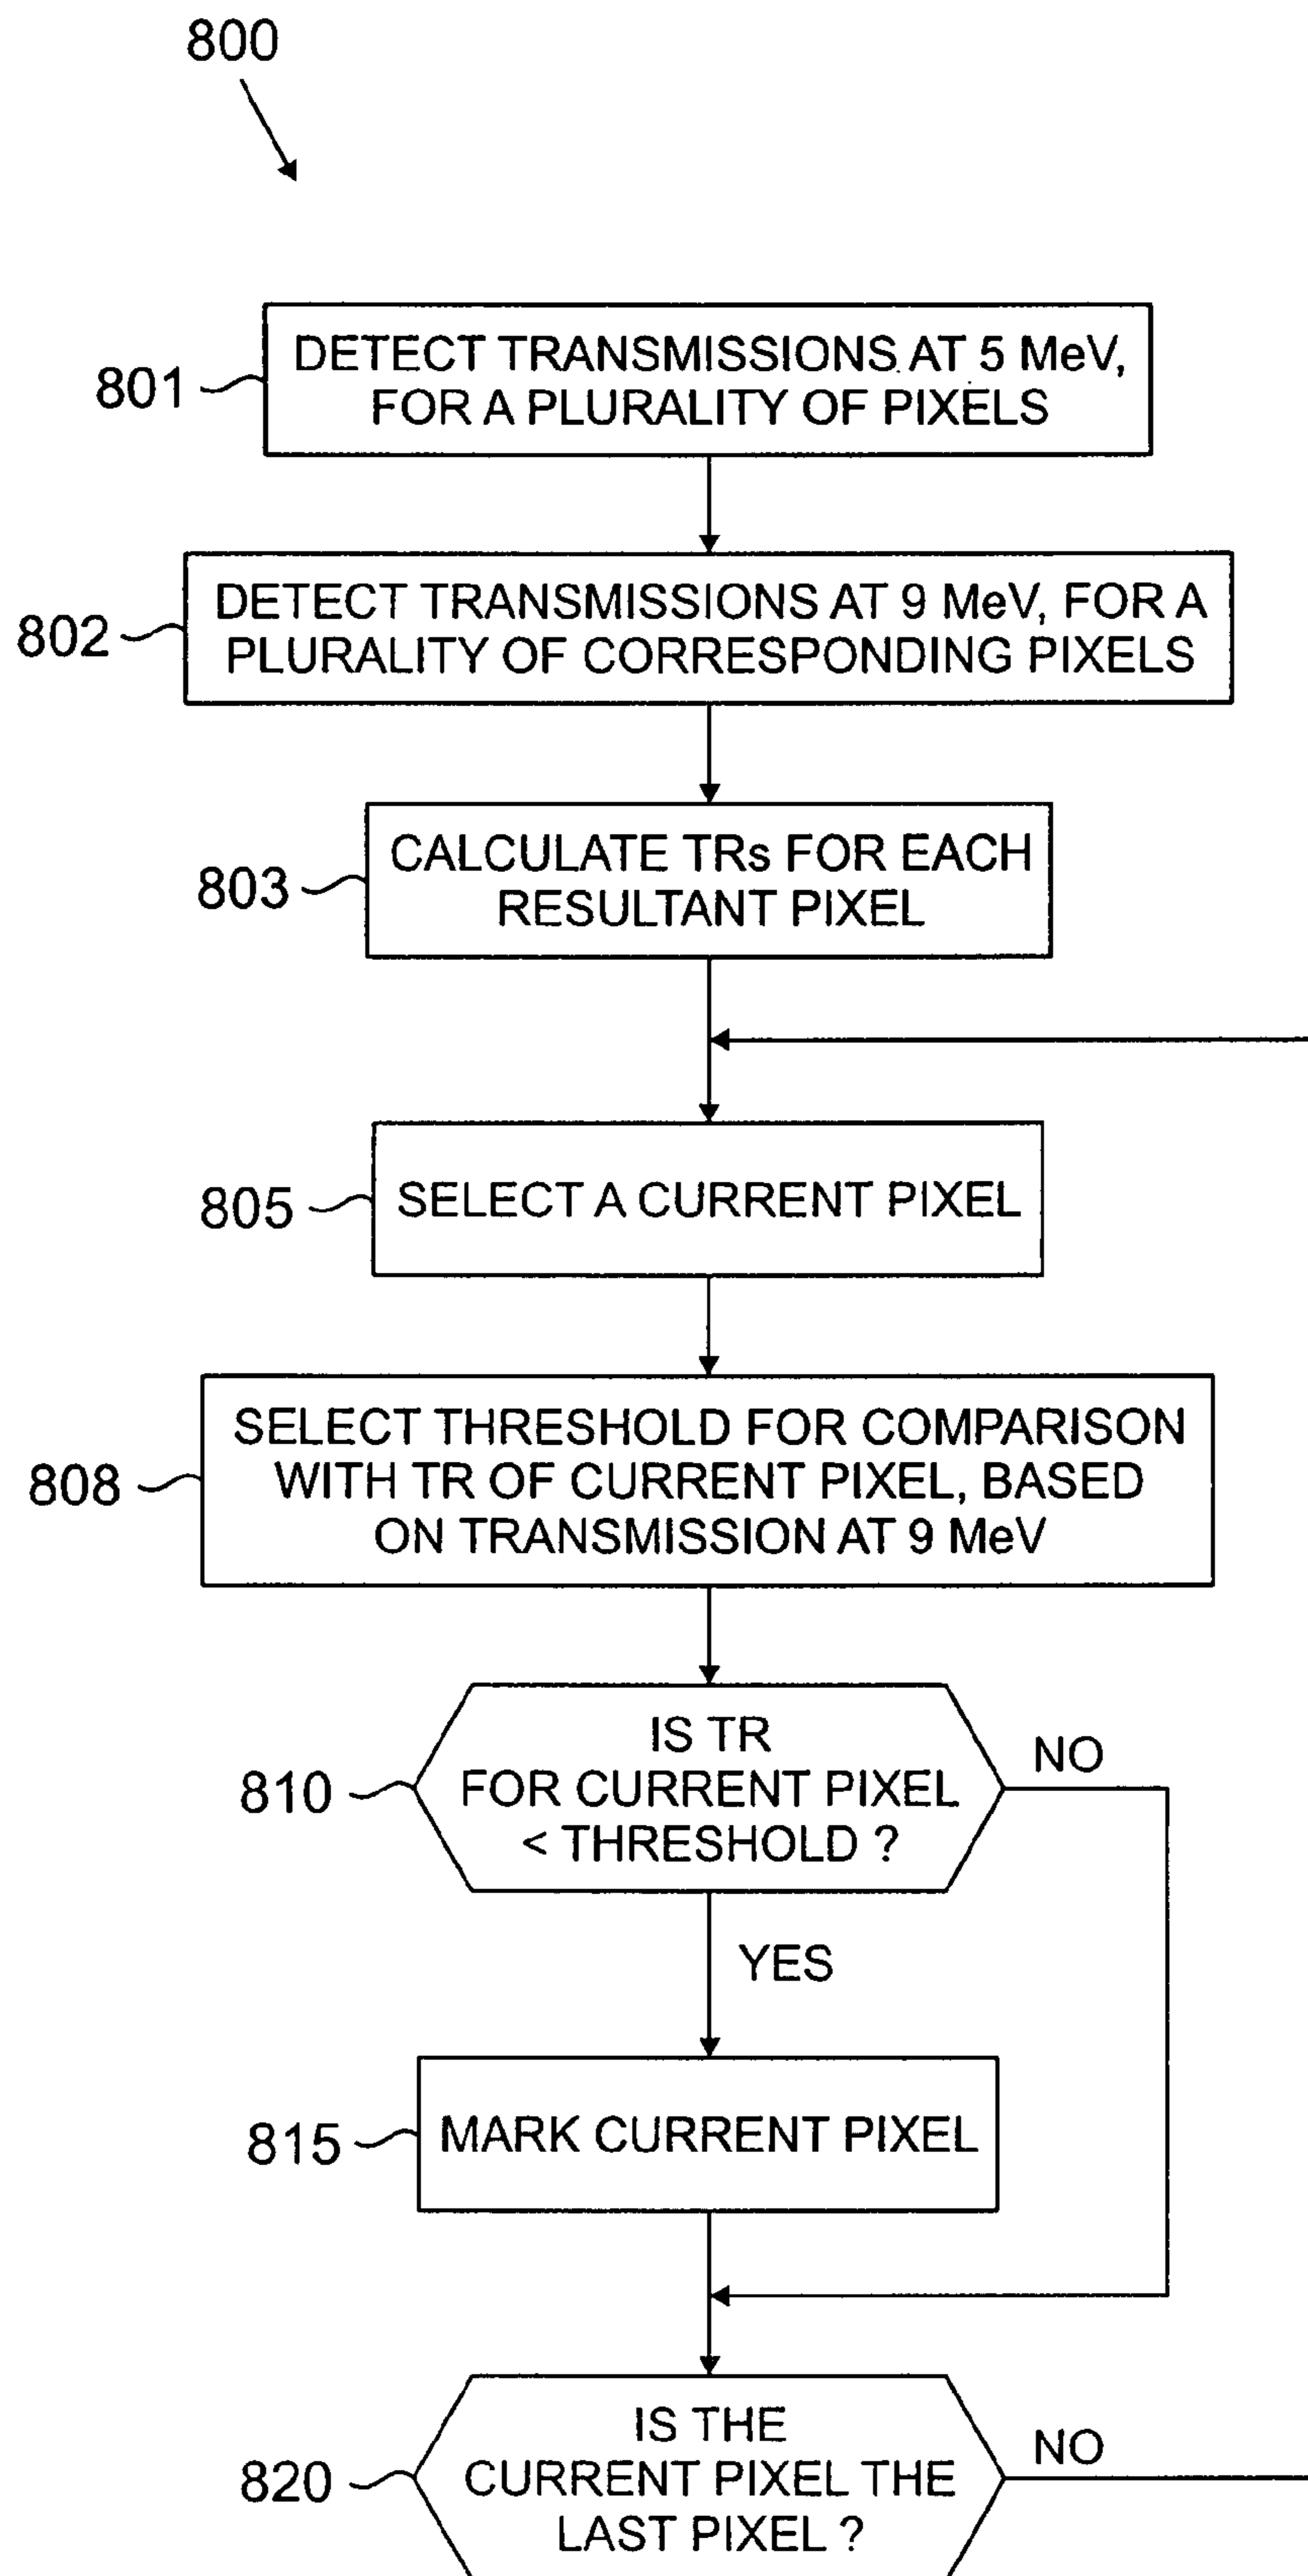 800
801
DETECT TRANSMISSIONS AT 5 MeV,
FOR A PLURALITY OF PIXELS
802
DETECT TRANSMISSIONS AT 9 MeV, FOR A
PLURALITY OF CORRESPONDING PIXELS
803
CALCULATE TRs FOR EACH
RESULTANT PIXEL
805
SELECT A CURRENT PIXEL
808
SELECT THRESHOLD FOR COMPARISON
WITH TR OF CURRENT PIXEL, BASED
ON TRANSMISSION AT 9 MeV
810
IS TR
FOR CURRENT PIXEL
< THRESHOLD ?
NO
YES
815
MARK CURRENT PIXEL
820
IS THE
CURRENT PIXEL THE
LAST PIXEL ?
NO